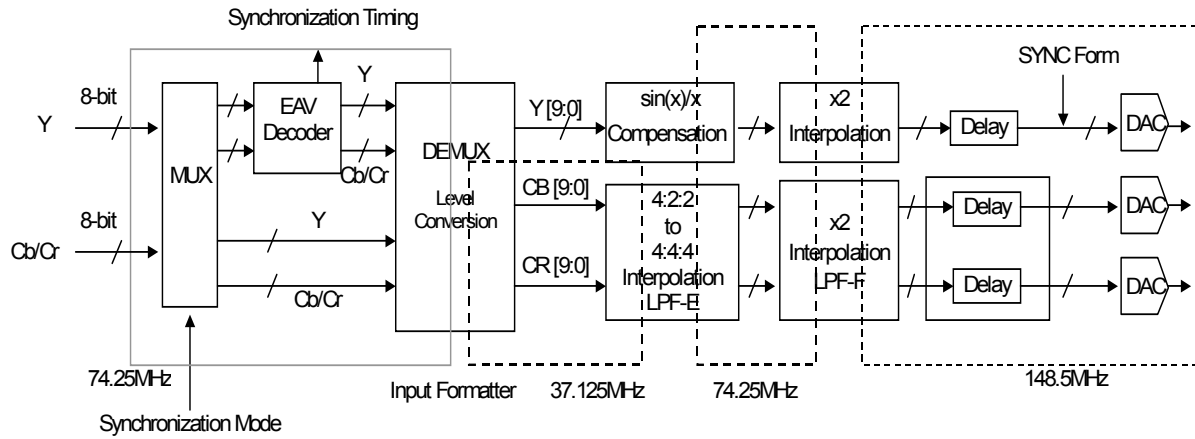 Synchronization Timing
SYNC Form
8-bit
Y
EAV
Decoder
Y
Y [9:0]
sin(x)/x
Compensation
x2
Interpolation
Delay
DAC
MUX
Cb/Cr
DEMUX
Level
Conversion
CB [9:0]
4:2:2
to
4:4:4
Interpolation
LPF-E
x2
Interpolation
LPF-F
Delay
DAC
8-bit
Cb/Cr
Y
Cb/Cr
CR [9:0]
Delay
DAC
74.25MHz
Input Formatter
37.125MHz
74.25MHz
148.5MHz
Synchronization Mode